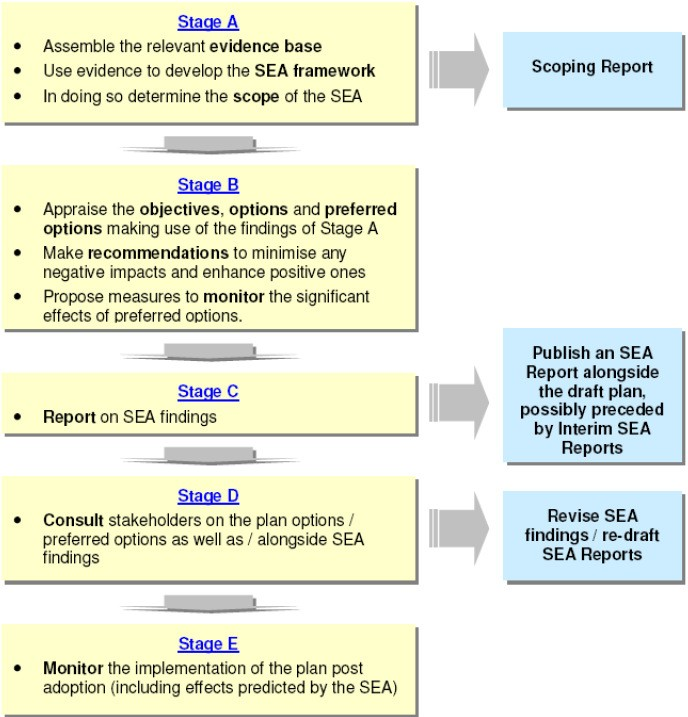 Stage A
• Assemble the relevant evidence base
• Use evidence to develop the SEA framework
• In doing so determine the scope of the SEA
Scoping Report
Stage B
• Appraise the objectives, options and preferred
options making use of the findings of Stage A
• Make recommendations to minimise any
negative impacts and enhance positive ones
• Propose measures to monitor the significant
effects of preferred options.
Stage C
• Report on SEA findings
Publish an SEA
Report alongside
the draft plan,
possibly preceded
by Interim SEA
Reports
Stage D
• Consult stakeholders on the plan options /
preferred options as well as / alongside SEA
findings
Revise SEA
findings / re-draft
SEA Reports
Stage E
• Monitor the implementation of the plan post
adoption (including effects predicted by the SEA)